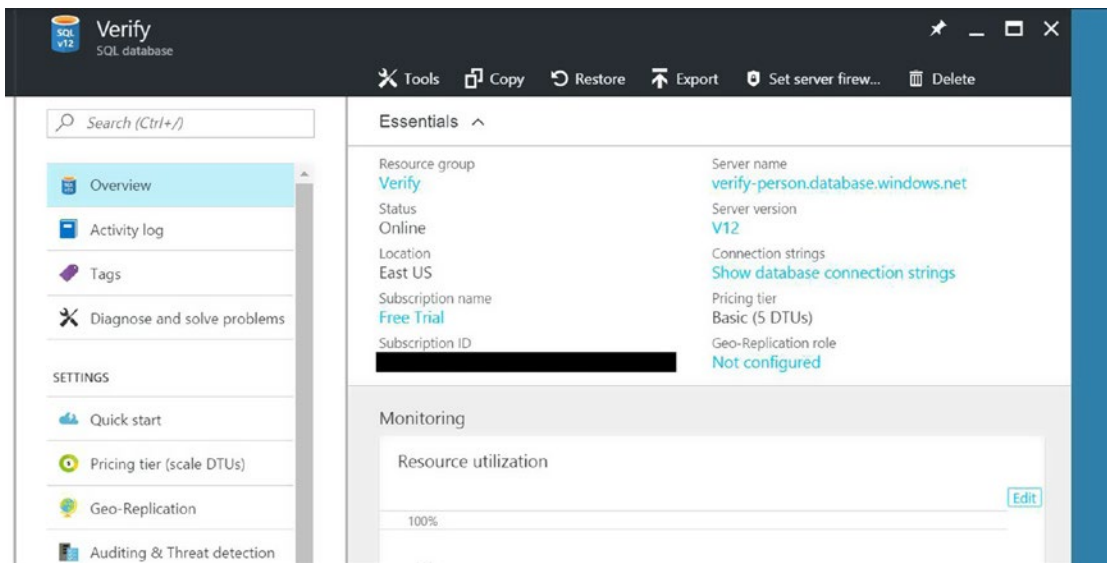 SQL
v12
Verify
SQL database
Tools
Copy
Restore
Export
Set server firew...
Delete
Search (Ctrl+/)
Overview
Activity log
Tags
Diagnose and solve problems
SETTINGS
Quick start
Pricing tier (scale DTUs)
Geo-Replication
Auditing & Threat detection
Essentials
Resource group
Verify
Status
Online
Location
East US
Subscription name
Free Trial
Subscription ID
Server name
verify-person.database.windows.net
Server version
V12
Connection strings
Show database connection strings
Pricing tier
Basic (5 DTUs)
Geo-Replication role
Not configured
Monitoring
Resource utilization
Edit
100%